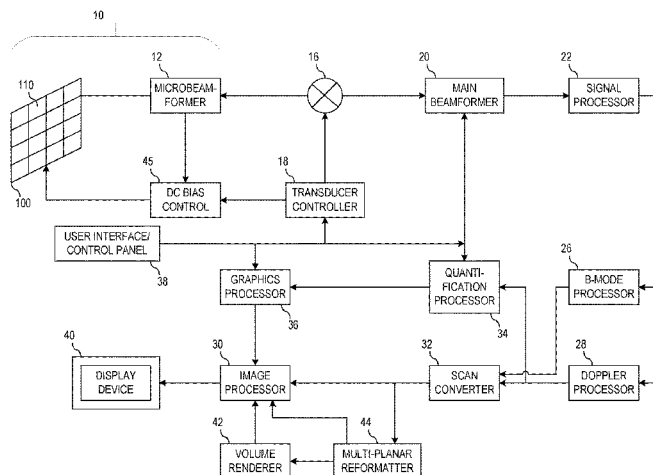 10
110
12
16
20
22
MICROBEAM-
FORMER
MAIN
BEAMFORMER
SIGNAL
PROCESSOR
45
18
100
DC BIAS
CONTROL
TRANSDUCER
CONTROLLER
USER INTERFACE/
CONTROL PANEL
38
26
GRAPHICS
PROCESSOR
36
QUANTI-
FICATION
PROCESSOR
34
B-MODE
PROCESSOR
40
30
32
28
DISPLAY
DEVICE
IMAGE
PROCESSOR
SCAN
CONVERTER
DOPPLER
PROCESSOR
42
44
VOLUME
RENDERER
MULTI-PLANAR
REFORMATTER